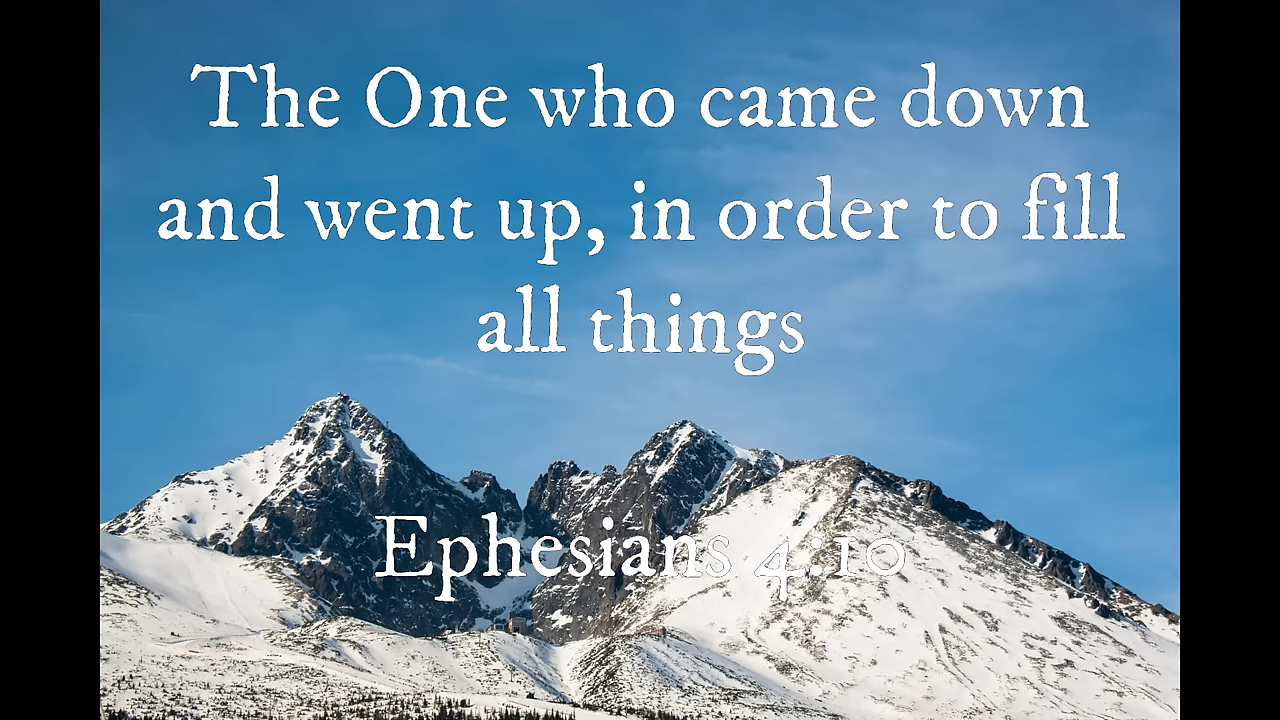 The One who came down
and went up, in order to fill
all things
Ephesians 4:10